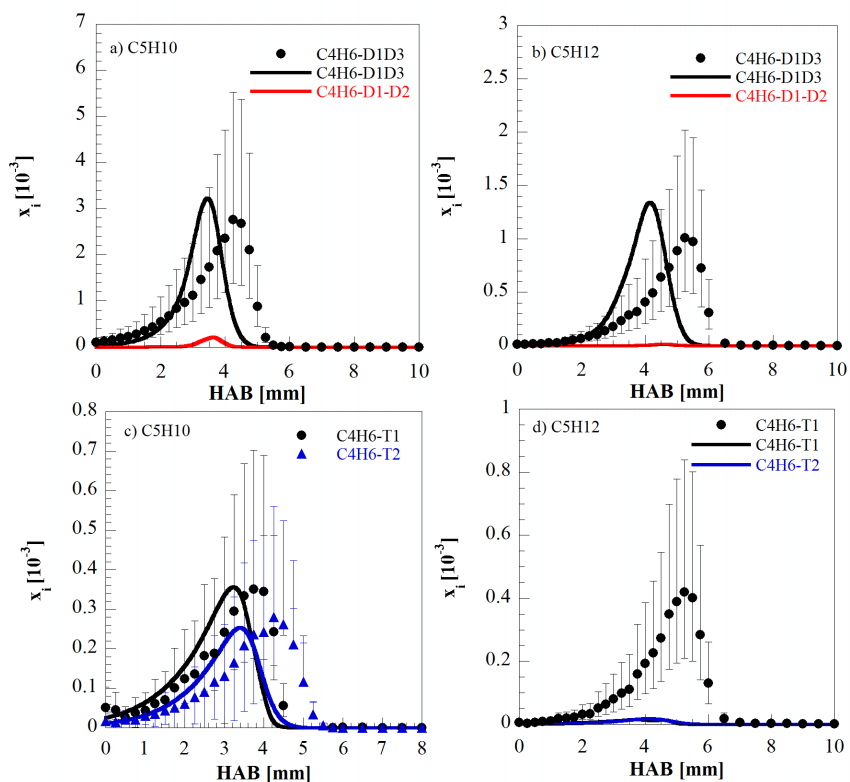 a) C5H10
C4H6-D1D3
C4H6-D1D3
C4H6-D1-D2
x_i [10^-3]
7
6
5
4
3
2
1
0
0 2 4 6 8 10
HAB [mm]
b) C5H12
C4H6-D1D3
C4H6-D1D3
C4H6-D1-D2
x_i [10^-3]
3
2.5
2
1.5
1
0.5
0
0 2 4 6 8 10
HAB [mm]
c) C5H10
C4H6-T1
C4H6-T2
x_i [10^-3]
0.8
0.7
0.6
0.5
0.4
0.3
0.2
0.1
0
0 1 2 3 4 5 6 7 8
HAB [mm]
d) C5H12
C4H6-T1
C4H6-T1
C4H6-T2
x_i [10^-3]
1
0.8
0.6
0.4
0.2
0
0 2 4 6 8 10
HAB [mm]